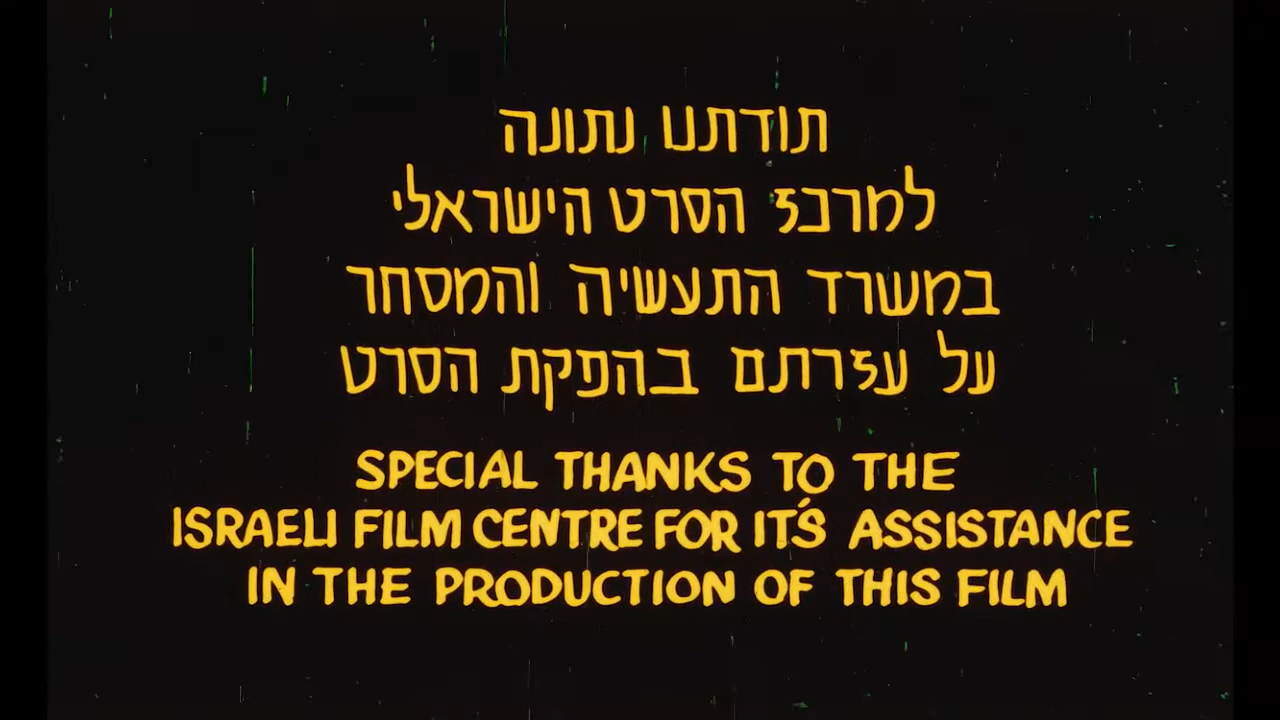 תודתנו נתונה
למרכז הסרט הישראלי
במשרד התעשיה והמסחר
על עזרתם בהפקת הסרט
SPECIAL THANKS TO THE
ISRAELI FILM CENTRE FOR IT'S ASSISTANCE
IN THE PRODUCTION OF THIS FILM